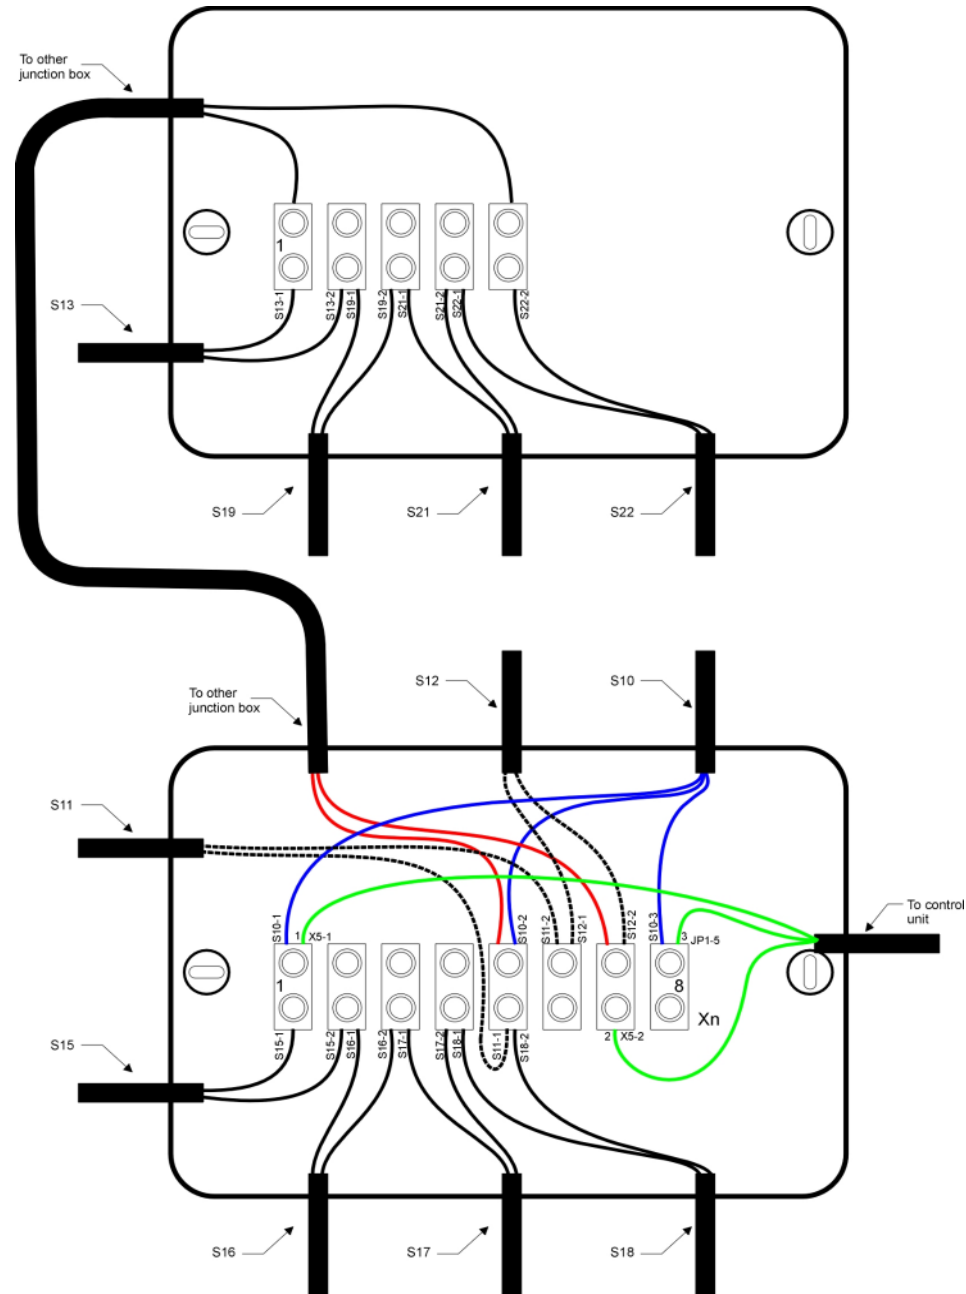 To other
junction box
1
S13-1
S13-2
S19-1
S19-2
S21-1
S21-2
S22-1
S22-2
S13
S19
S21
S22
S12
S10
To other
junction box
S11
To control
unit
S10-1
1
X5-1
S10-2
S11-2
S12-1
S12-2
S10-3
3
JP1-5
1
8
Xn
S15-1
S15-2
S16-1
S16-2
S17-1
S17-2
S18-1
S11-1
S18-2
2
X5-2
S15
S16
S17
S18